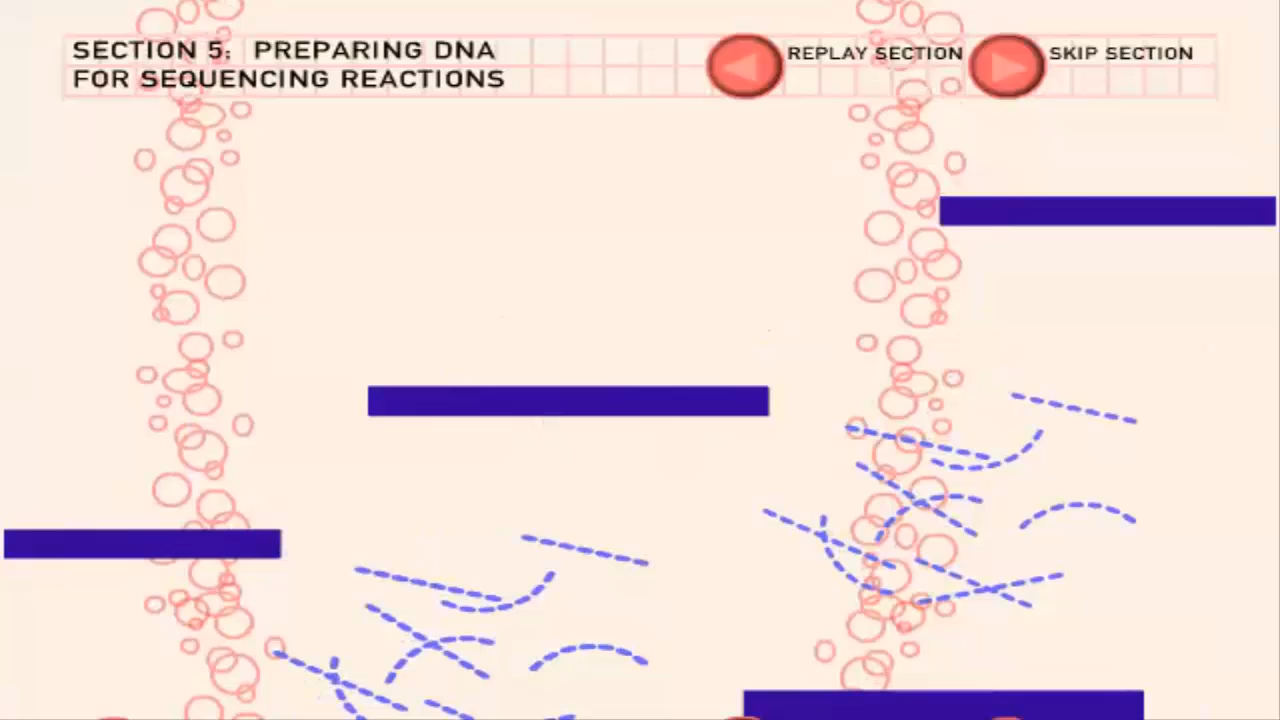 SECTION 5: PREPARING DNA
FOR SEQUENCING REACTIONS
REPLAY SECTION
SKIP SECTION